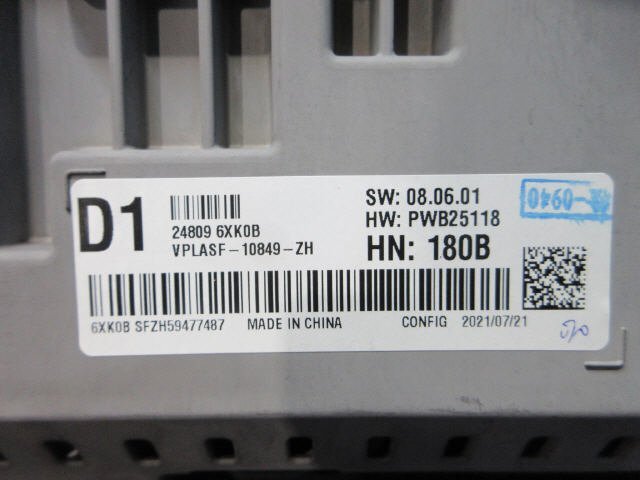 D1
24809 6XK0B
VPLASF-10849-ZH
SW: 08.06.01
HW: PWB25118
HN: 180B
6XK0B SFZH59477487 MADE IN CHINA CONFIG 2021/07/21